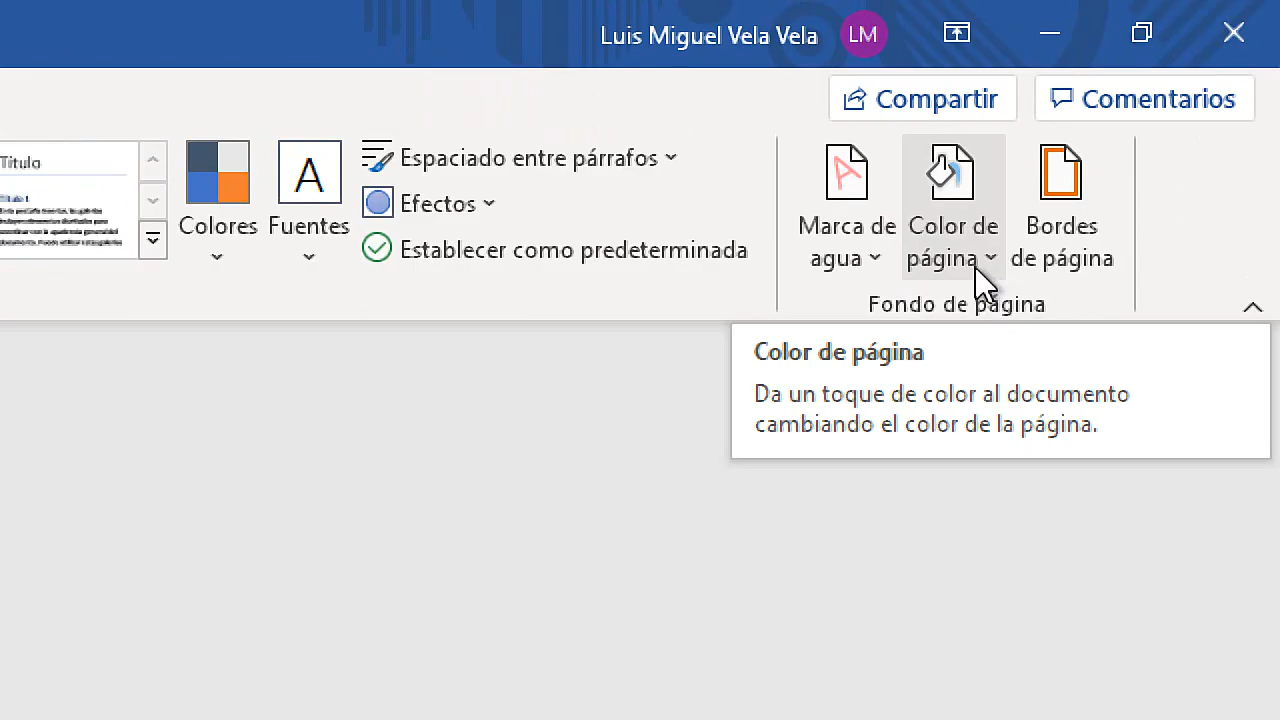 Luis Miguel Vela Vela LM
Compartir Comentarios
Título
Título 1
A
Colores
Fuentes
Espaciado entre párrafos
Efectos
Establecer como predeterminada
A
Marca de
agua
Color de
página
Bordes
de página
Fondo de página
Color de página
Da un toque de color al documento
cambiando el color de la página.